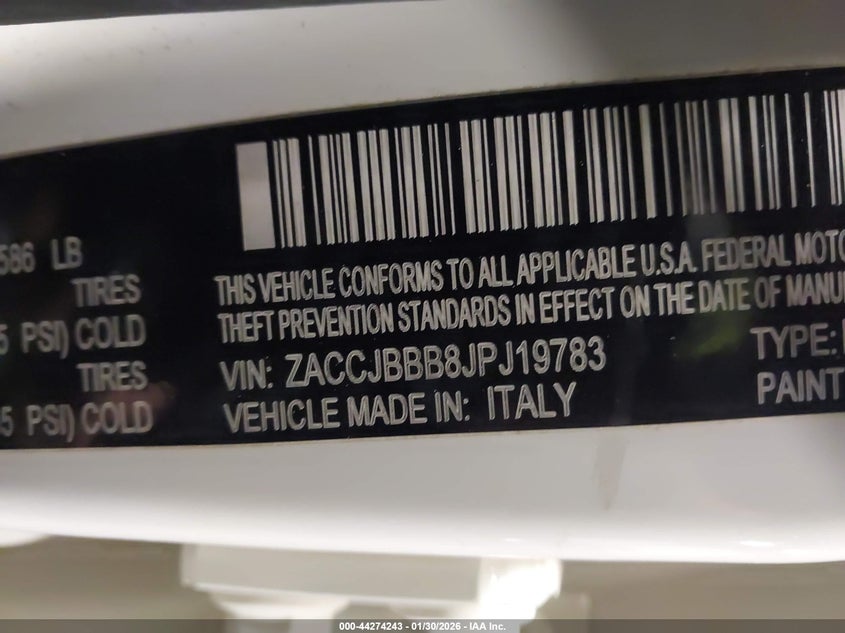 586 LB
TIRES
5 PSI) COLD
TIRES
5 PSI) COLD
THIS VEHICLE CONFORMS TO ALL APPLICABLE U.S.A. FEDERAL MOTO
THEFT PREVENTION STANDARDS IN EFFECT ON THE DATE OF MANU
VIN: ZACCJBBB8JPJ19783
TYPE:
VEHICLE MADE IN: ITALY
PAINT
000-44274243 - 01/30/2026 - IAA Inc.